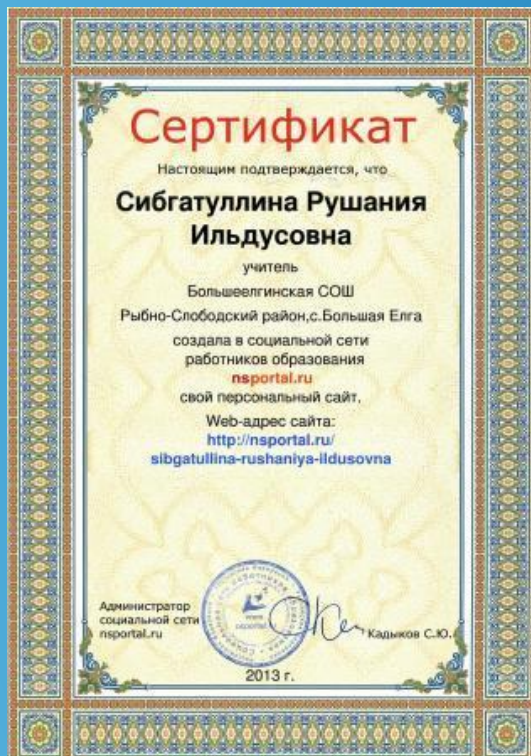 Сертификат
Настоящим подтверждается, что
Сибгатуллина Рушания
Ильдусовна
учитель
Большеелгинская СОШ
Рыбно-Слободский район,с.Большая Елга
создала в социальной сети
работников образования
nsportal.ru
свой персональный сайт.
Web-адрес сайта:
http://nsportal.ru/
sibgatullina-rushaniya-ildusovna
Администратор
социальной сети
nsportal.ru
Кадыков С.Ю.
2013 г.